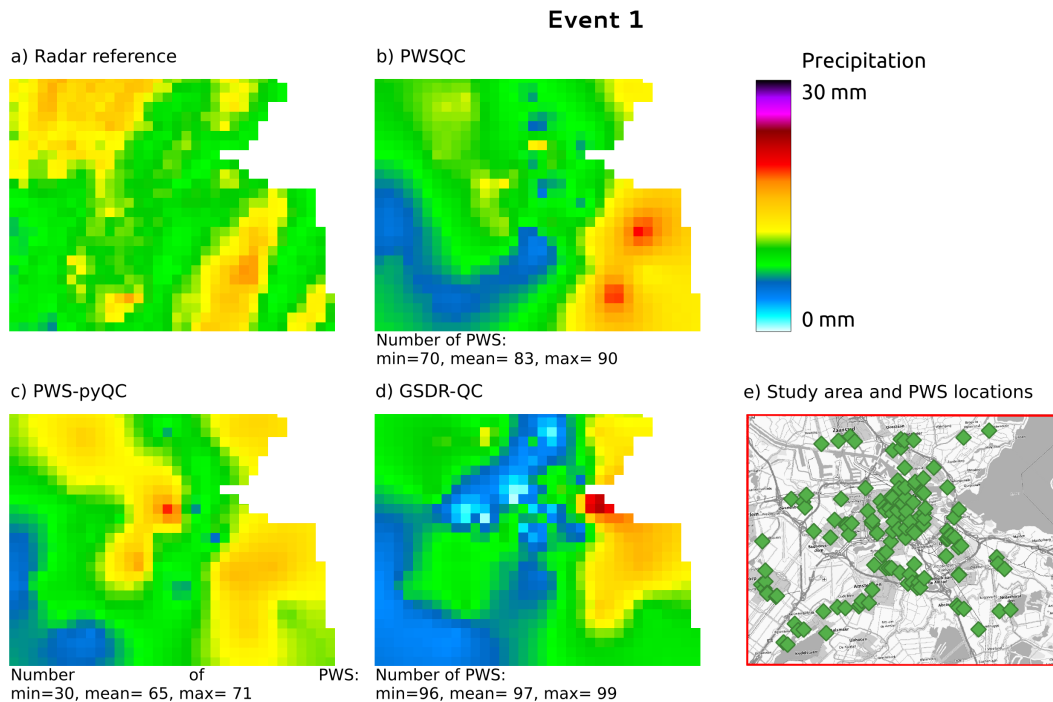 Event 1
a) Radar reference
b) PWSQC
Precipitation
30 mm
0 mm
Number of PWS:
min=70, mean= 83, max= 90
c) PWS-pyQC
d) GSDR-QC
e) Study area and PWS locations
Number of PWS:
min=30, mean= 65, max= 71
Number of PWS:
min=96, mean= 97, max= 99